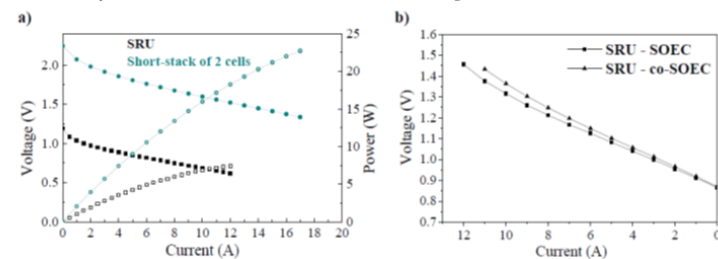 a)
SRU
Short-stack of 2 cells
Voltage (V)
2.0
1.5
1.0
0.5
0.0
Power (W)
25
20
15
10
5
0
0 2 4 6 8 10 12 14 16 18 20
Current (A)
b)
SRU - SOEC
SRU - co-SOEC
Voltage (V)
1.6
1.5
1.4
1.3
1.2
1.1
1.0
0.9
0.8
0.7
12 10 8 6 4 2 0
Current (A)